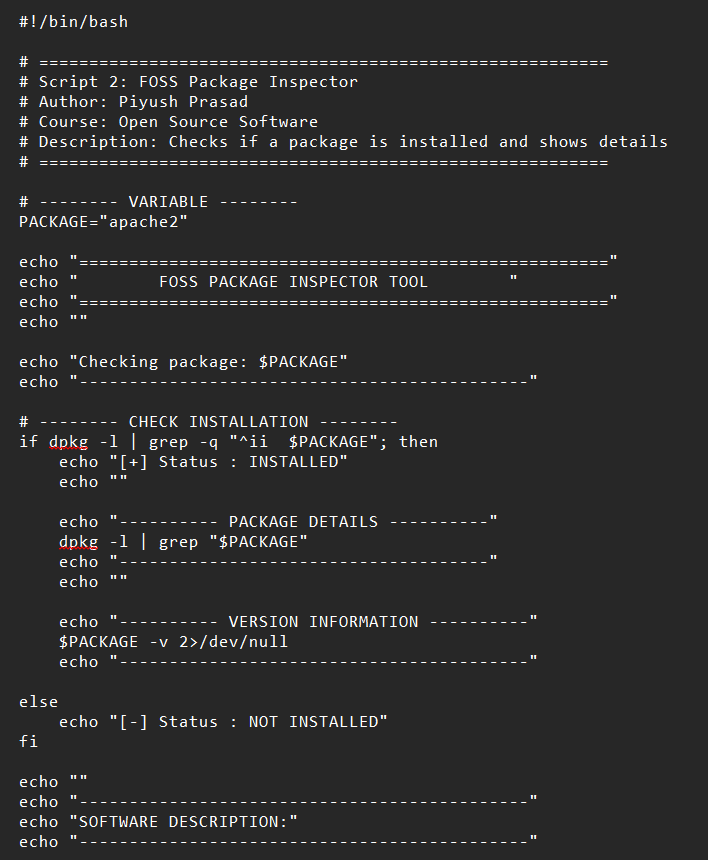 #!/bin/bash
# =========================================================
# Script 2: FOSS Package Inspector
# Author: Piyush Prasad
# Course: Open Source Software
# Description: Checks if a package is installed and shows details
# =========================================================
# -------- VARIABLE --------
PACKAGE="apache2"
echo "====================================================="
echo "        FOSS PACKAGE INSPECTOR TOOL        "
echo "====================================================="
echo ""
echo "Checking package: $PACKAGE"
echo "---------------------------------------------"
# -------- CHECK INSTALLATION --------
if dpkg -l | grep -q "^ii  $PACKAGE"; then
    echo "[+] Status : INSTALLED"
    echo ""
    echo "---------- PACKAGE DETAILS ----------"
    dpkg -l | grep "$PACKAGE"
    echo "-------------------------------------"
    echo ""
    echo "---------- VERSION INFORMATION ----------"
    $PACKAGE -v 2>/dev/null
    echo "-----------------------------------------"
else
    echo "[-] Status : NOT INSTALLED"
fi
echo ""
echo "---------------------------------------------"
echo "SOFTWARE DESCRIPTION:"
echo "---------------------------------------------"